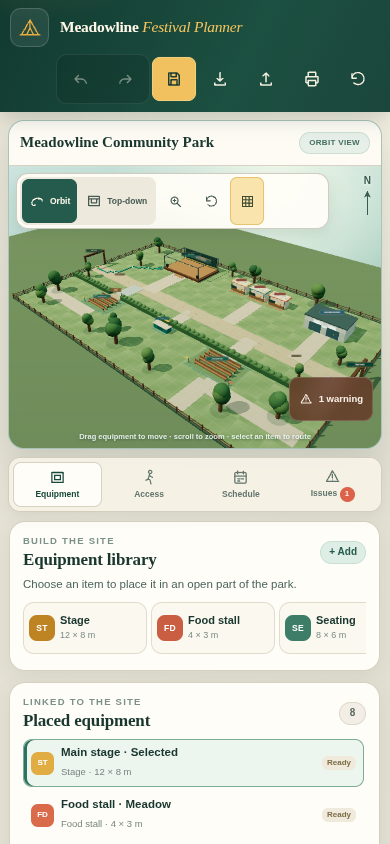 Meadowline Festival Planner
Meadowline Community Park
ORBIT VIEW
Orbit
Top-down
N
1 warning
Drag equipment to move · scroll to zoom · select an item to route
Equipment
Access
Schedule
Issues 1
BUILD THE SITE
Equipment library
+ Add
Choose an item to place it in an open part of the park.
ST
Stage
12 × 8 m
FD
Food stall
4 × 3 m
SE
Seating
8 × 6 m
LINKED TO THE SITE
Placed equipment
8
ST
Main stage · Selected
Stage · 12 × 8 m
Ready
FD
Food stall · Meadow
Food stall · 4 × 3 m
Ready